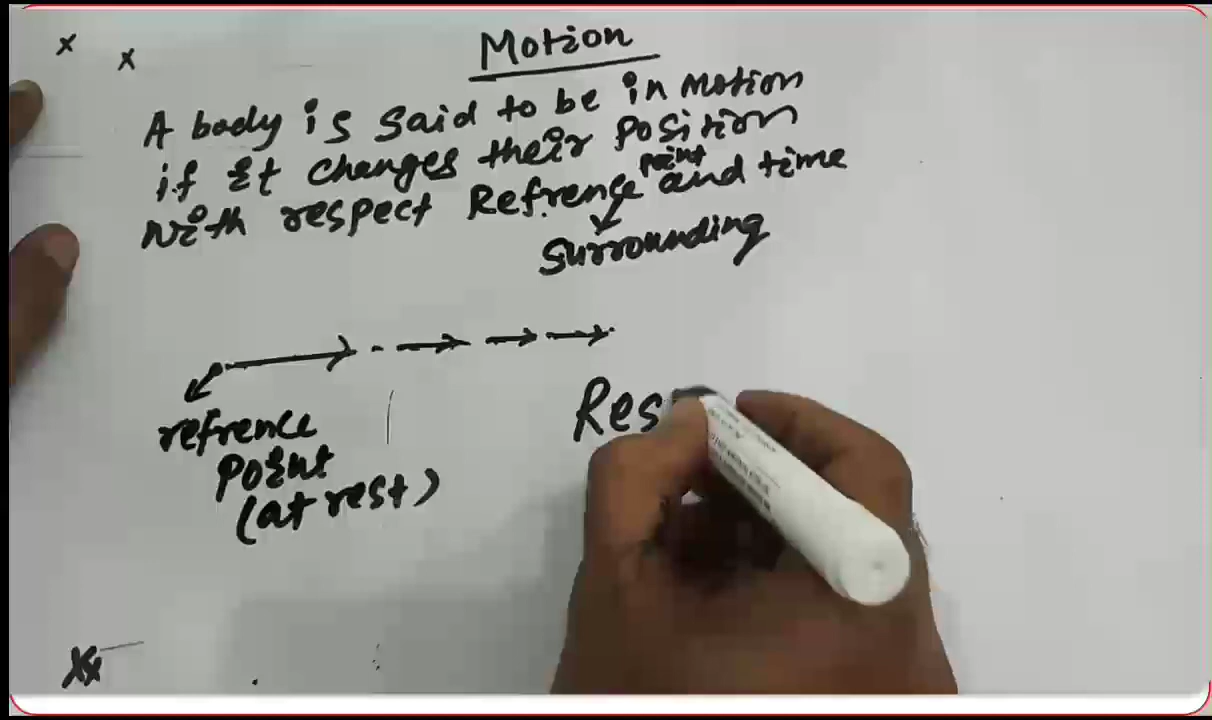 Motion
A body is said to be in motion
if it changes their position
point
with respect Refrence and time
surrounding
refrence
point
(at rest)
Res